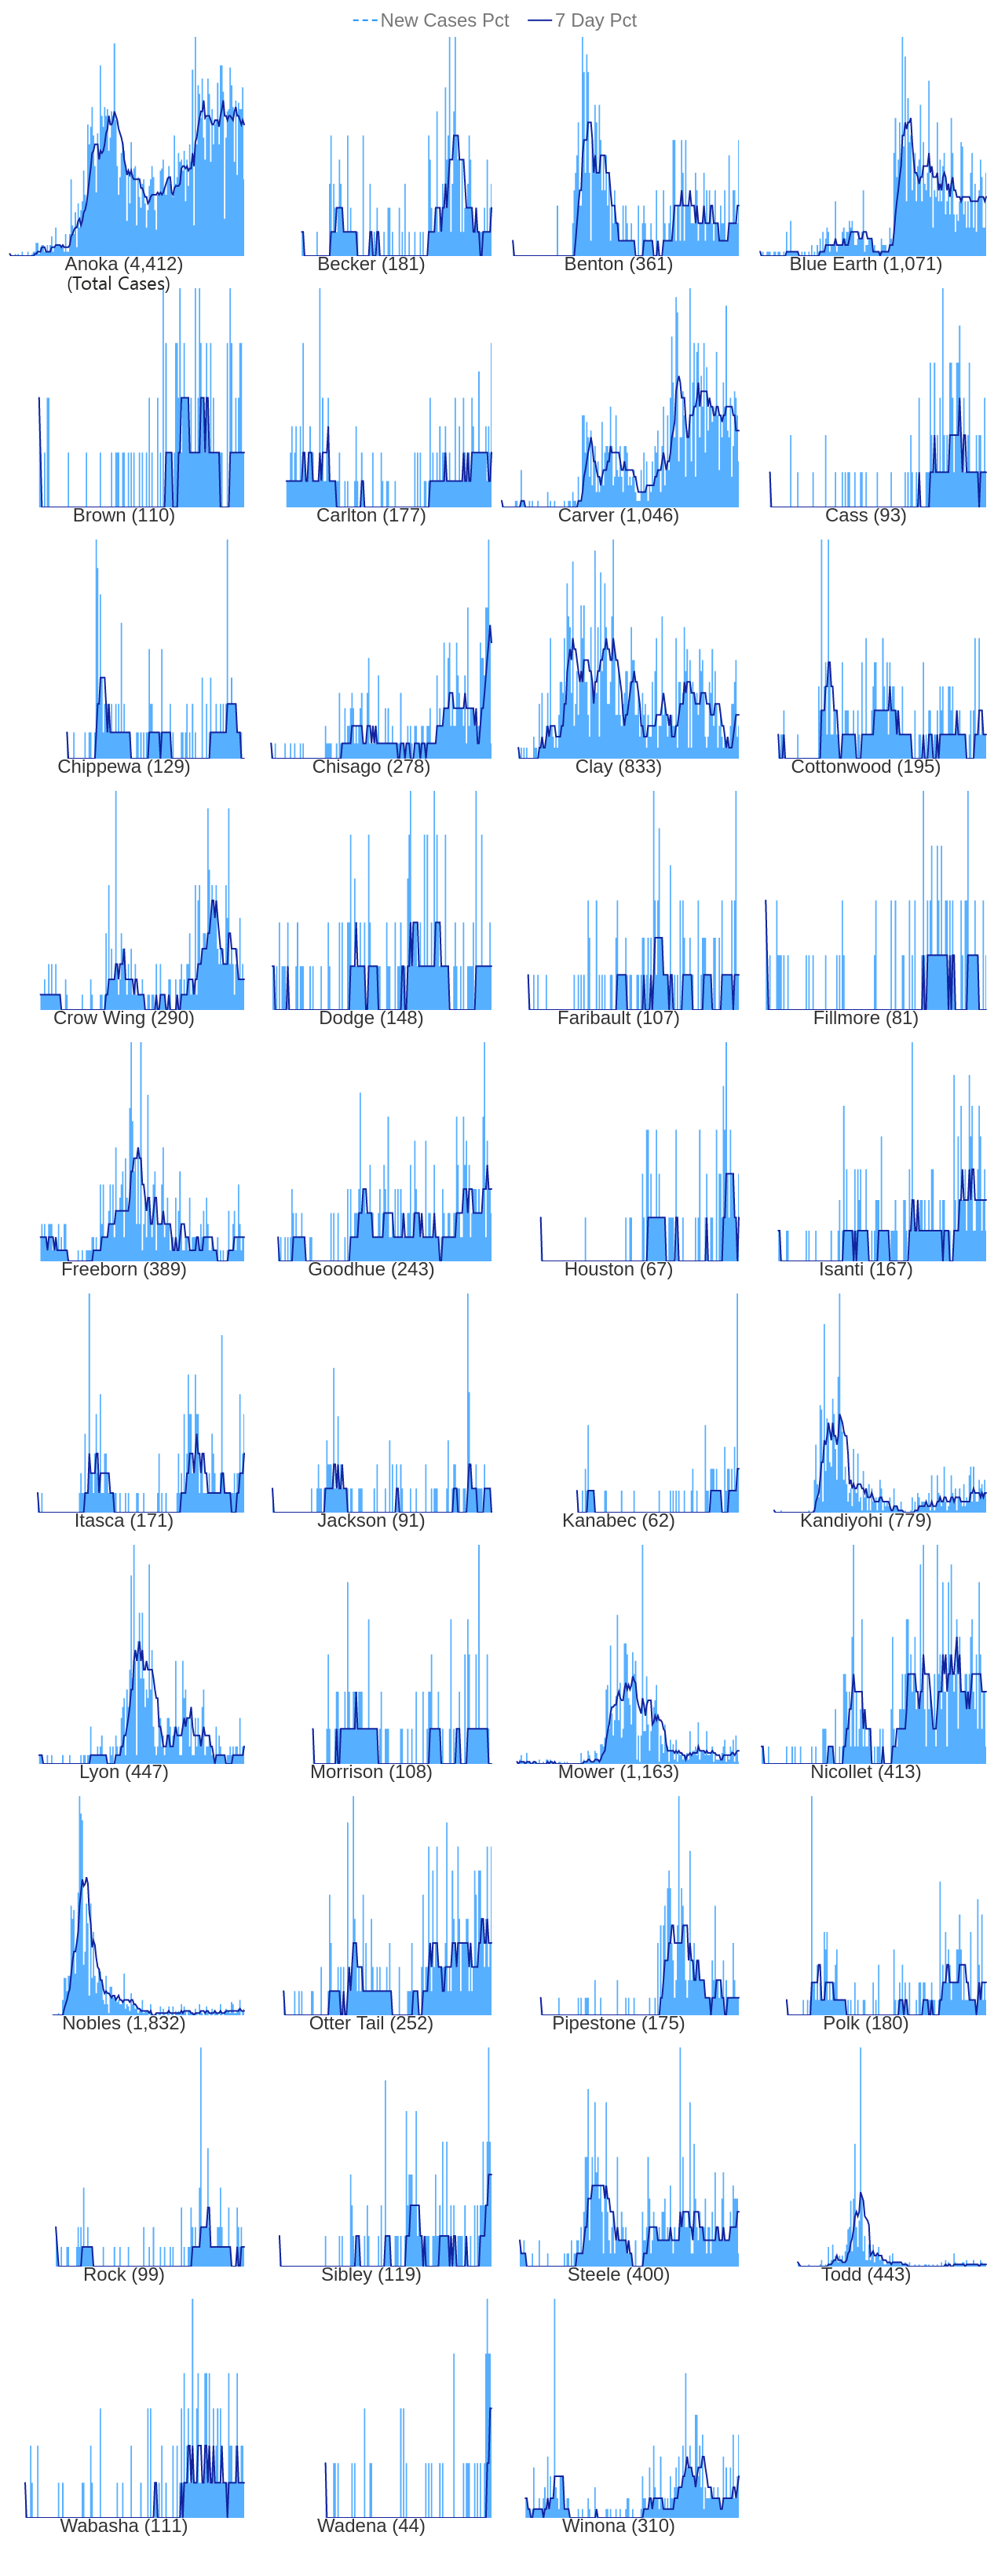 New Cases Pct 7 Day Pct
Anoka (4,412) Becker (181) Benton (361) Blue Earth (1,071)
(Total Cases)
Brown (110) Carlton (177) Carver (1,046) Cass (93)
Chippewa (129) Chisago (278) Clay (833) Cottonwood (195)
Crow Wing (290) Dodge (148) Faribault (107) Fillmore (81)
Freeborn (389) Goodhue (243) Houston (67) Isanti (167)
Itasca (171) Jackson (91) Kanabec (62) Kandiyohi (779)
Lyon (447) Morrison (108) Mower (1,163) Nicollet (413)
Nobles (1,832) Otter Tail (252) Pipestone (175) Polk (180)
Rock (99) Sibley (119) Steele (400) Todd (443)
Wabasha (111) Wadena (44) Winona (310)